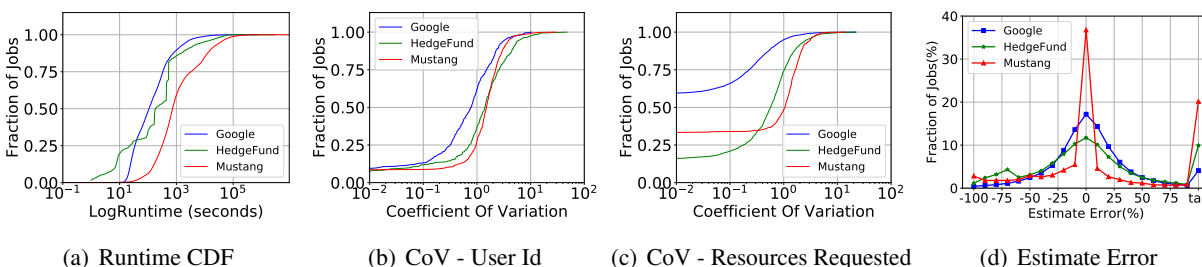 Fraction of Jobs
1.00
0.75
0.50
0.25
0.00
10⁻¹ 10¹ 10³ 10⁵
LogRuntime (seconds)
Google
HedgeFund
Mustang
(a) Runtime CDF
Fraction of Jobs
1.00
0.75
0.50
0.25
0.00
10⁻² 10⁻¹ 10⁰ 10¹ 10²
Coefficient Of Variation
Google
HedgeFund
Mustang
(b) CoV - User Id
Fraction of Jobs
1.00
0.75
0.50
0.25
0.00
10⁻² 10⁻¹ 10⁰ 10¹ 10²
Coefficient Of Variation
Google
HedgeFund
Mustang
(c) CoV - Resources Requested
Fraction of Jobs(%)
40
30
20
10
0
-100 -75 -50 -25 0 25 50 75 ta
Estimate Error(%)
Google
HedgeFund
Mustang
(d) Estimate Error